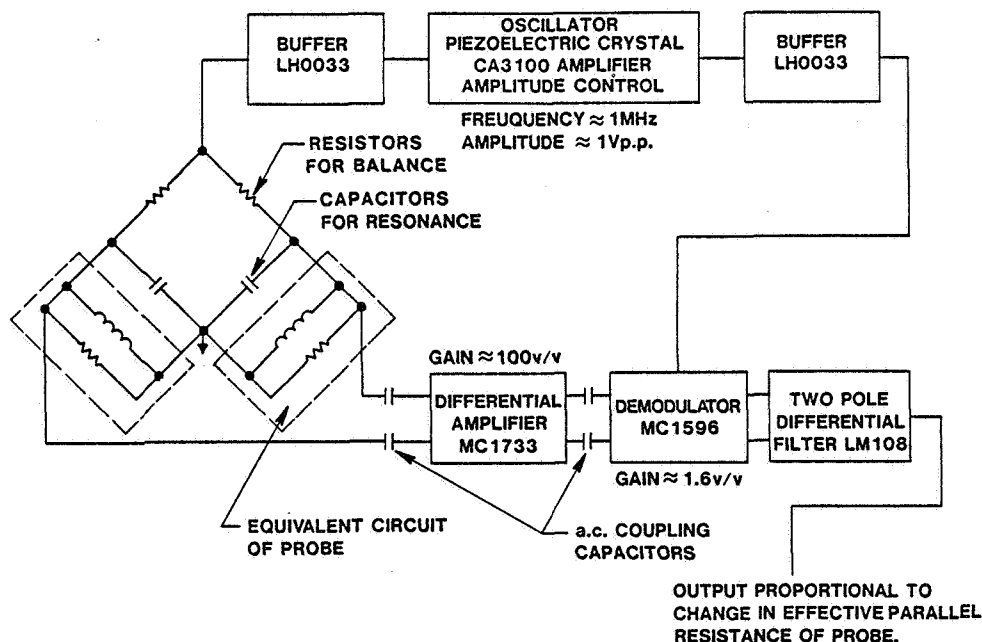 BUFFER
LH0033
OSCILLATOR
PIEZOELECTRIC CRYSTAL
CA3100 AMPLIFIER
AMPLITUDE CONTROL
BUFFER
LH0033
FREUQUENCY ≈ 1MHz
AMPLITUDE ≈ 1Vp.p.
RESISTORS
FOR BALANCE
CAPACITORS
FOR RESONANCE
GAIN ≈ 100v/v
DIFFERENTIAL
AMPLIFIER
MC1733
DEMODULATOR
MC1596
TWO POLE
DIFFERENTIAL
FILTER LM108
GAIN ≈ 1.6v/v
EQUIVALENT CIRCUIT
OF PROBE
a.c. COUPLING
CAPACITORS
OUTPUT PROPORTIONAL TO
CHANGE IN EFFECTIVE PARALLEL
RESISTANCE OF PROBE.